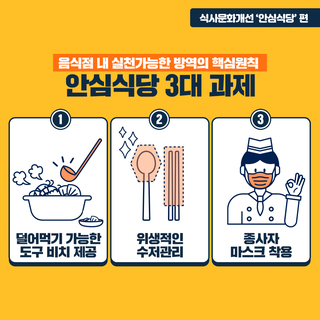 식사문화개선 '안심식당' 편
음식점 내 실천가능한 방역의 핵심원칙
안심식당 3대 과제
1
2
3
덜어먹기 가능한
도구 비치 제공
위생적인
수저관리
종사자
마스크 착용